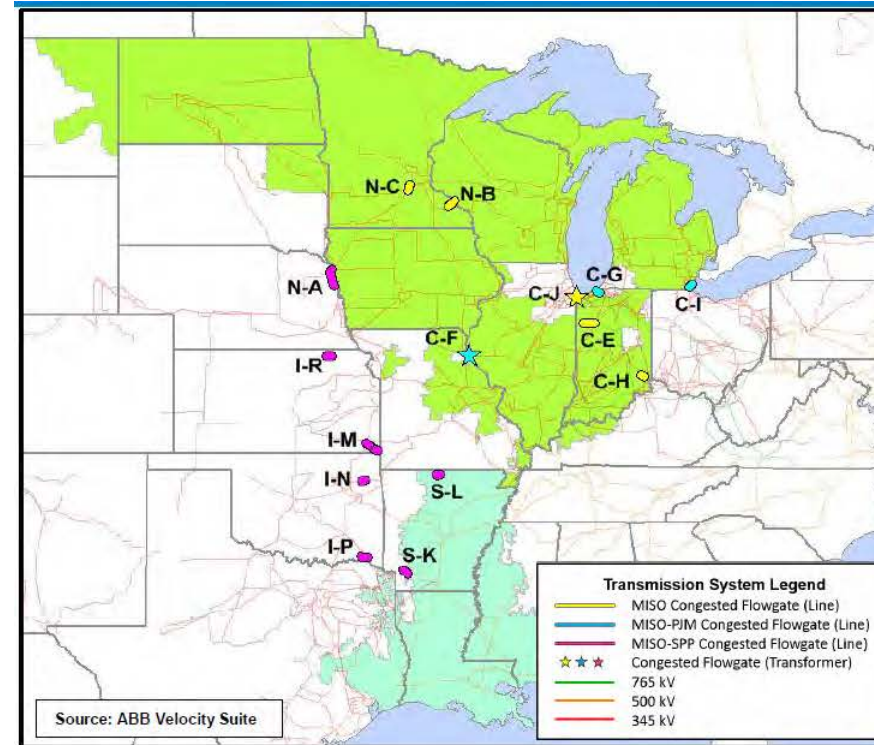 N-C
N-B
N-A
C-G
C-J
C-I
C-F
C-E
I-R
C-H
I-M
I-N
S-L
I-P
S-K
Transmission System Legend
MISO Congested Flowgate (Line)
MISO-PJM Congested Flowgate (Line)
MISO-SPP Congested Flowgate (Line)
Congested Flowgate (Transformer)
765 kV
500 kV
345 kV
Source: ABB Velocity Suite